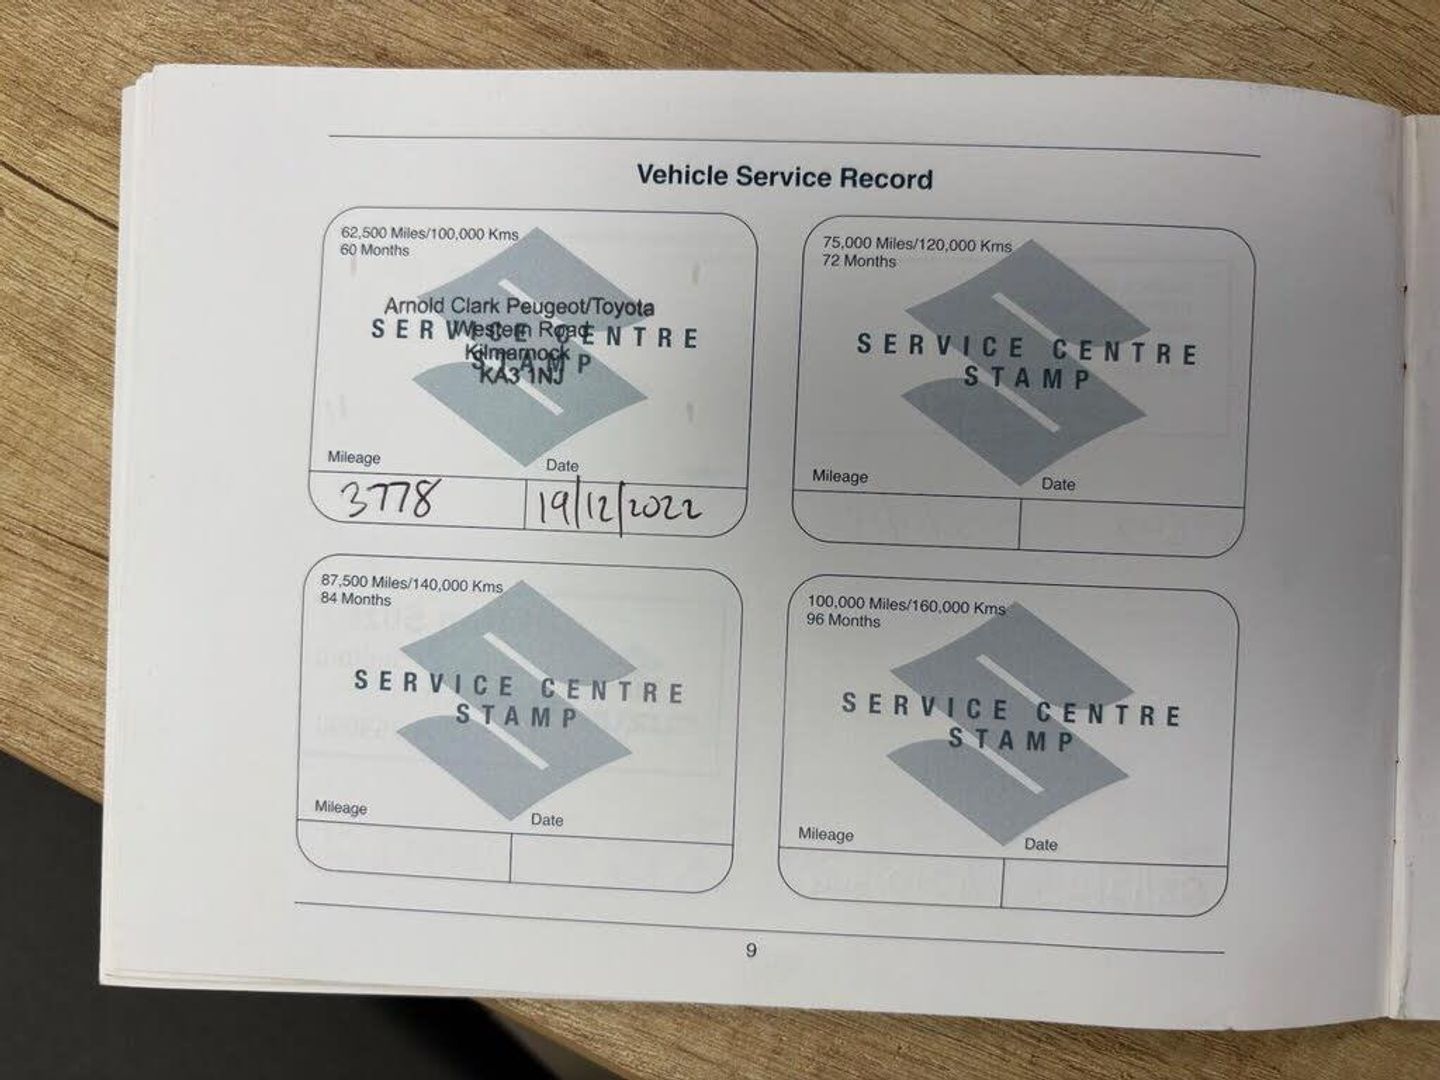 Vehicle Service Record
62,500 Miles/100,000 Kms
60 Months
Arnold Clark Peugeot/Toyota
SERVICE CENTRE
Western Road
Kilmarnock
STAMP
KA3 1NJ
Mileage
Date
3778
19/12/2022
75,000 Miles/120,000 Kms
72 Months
SERVICE CENTRE
STAMP
Mileage
Date
87,500 Miles/140,000 Kms
84 Months
SERVICE CENTRE
STAMP
Mileage
Date
100,000 Miles/160,000 Kms
96 Months
SERVICE CENTRE
STAMP
Mileage
Date
9